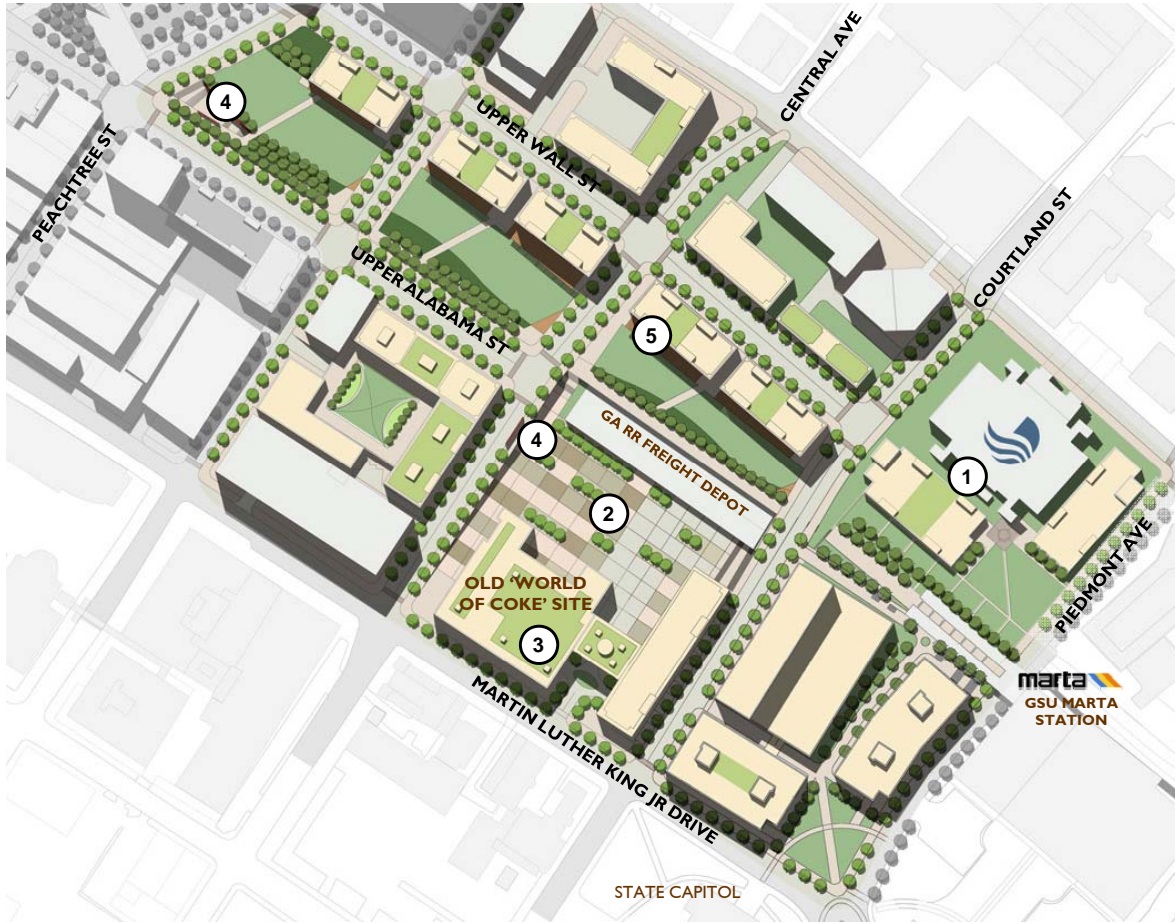 CENTRAL AVE
4
UPPER WALL ST
PEACHTREE ST
COURTLAND ST
UPPER ALABAMA ST
5
GA RR FREIGHT DEPOT
4
1
2
OLD ‘WORLD
OF COKE’ SITE
3
PIEDMONT AVE
marta
GSU MARTA
STATION
MARTIN LUTHER KING JR DRIVE
STATE CAPITOL